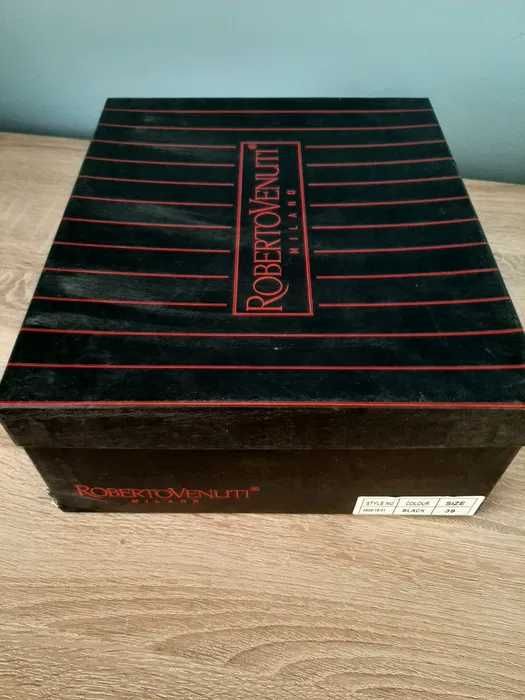 ROBERTOVENUTI®
MILANO
ROBERTOVENUTI®
MILANO
STYLE NO COLOUR SIZE
BLACK 39